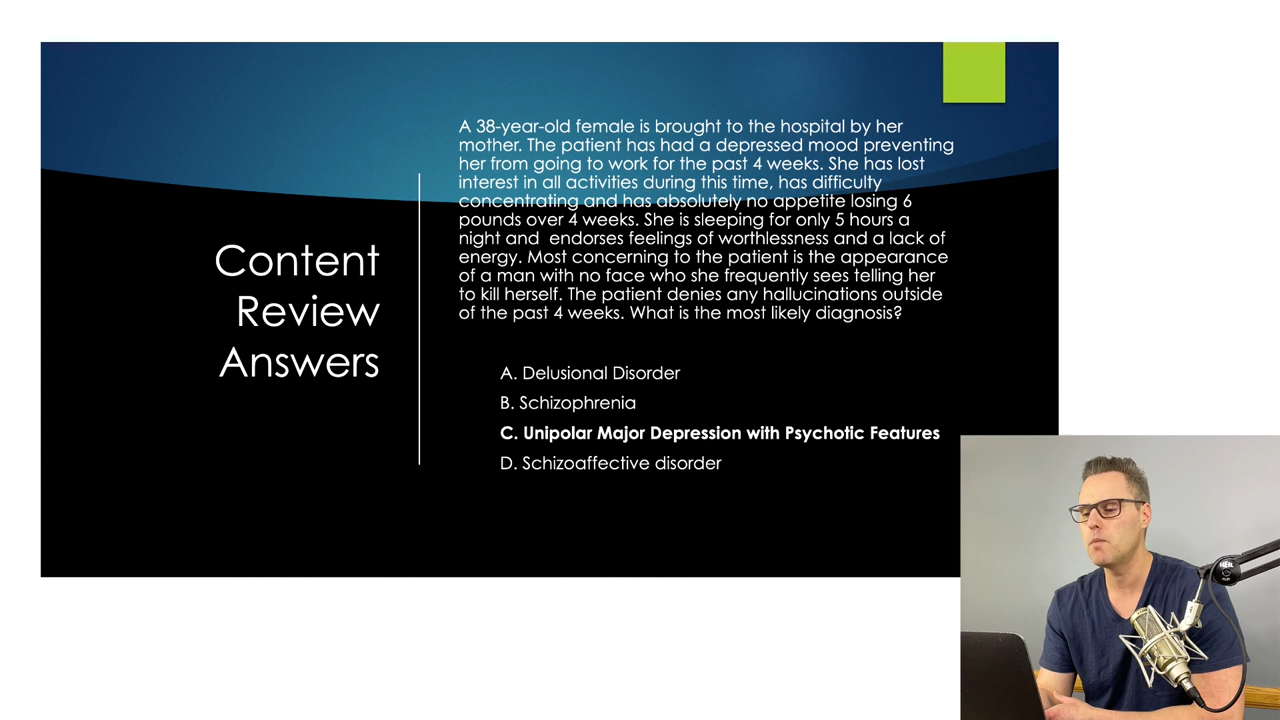 Content
Review
Answers
A 38-year-old female is brought to the hospital by her
mother. The patient has had a depressed mood preventing
her from going to work for the past 4 weeks. She has lost
interest in all activities during this time, has difficulty
concentrating and has absolutely no appetite losing 6
pounds over 4 weeks. She is sleeping for only 5 hours a
night and  endorses feelings of worthlessness and a lack of
energy. Most concerning to the patient is the appearance
of a man with no face who she frequently sees telling her
to kill herself. The patient denies any hallucinations outside
of the past 4 weeks. What is the most likely diagnosis?
A. Delusional Disorder
B. Schizophrenia
C. Unipolar Major Depression with Psychotic Features
D. Schizoaffective disorder